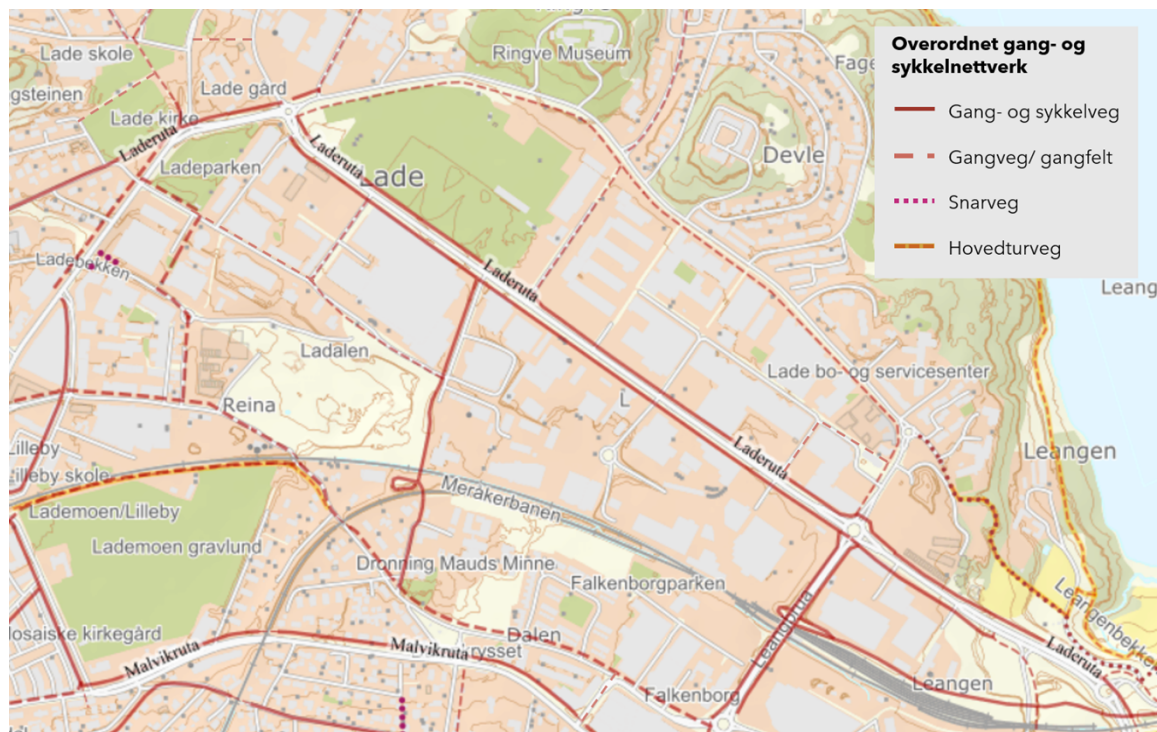 Lade skole
Ringve Museum
Overordnet gang- og
sykkelnettverk
Gang- og sykkelveg
Gangveg/ gangfelt
Snarveg
Hovedturveg
gsteinen
Lade gård
Fage
Lade kirke
Laderuta
Laderuta
Devle
Ladeparken
Lade
Ladebekken
Laderuta
Leang
Ladalen
Lade bo- og servicesenter
Reina
L
Lilleby
Laderuta
Leangen
Lilleby skole
Meråkerbanen
Lademoen/Lilleby
Lademoen gravlund
Dronning Mauds Minne
Falkenborgparken
Leangenbekken
Mosaiske kirkegård
Dalen
Leangbrua
Malvikruta
Malvikruta
rysset
Laderuta
Leangen
Falkenborg